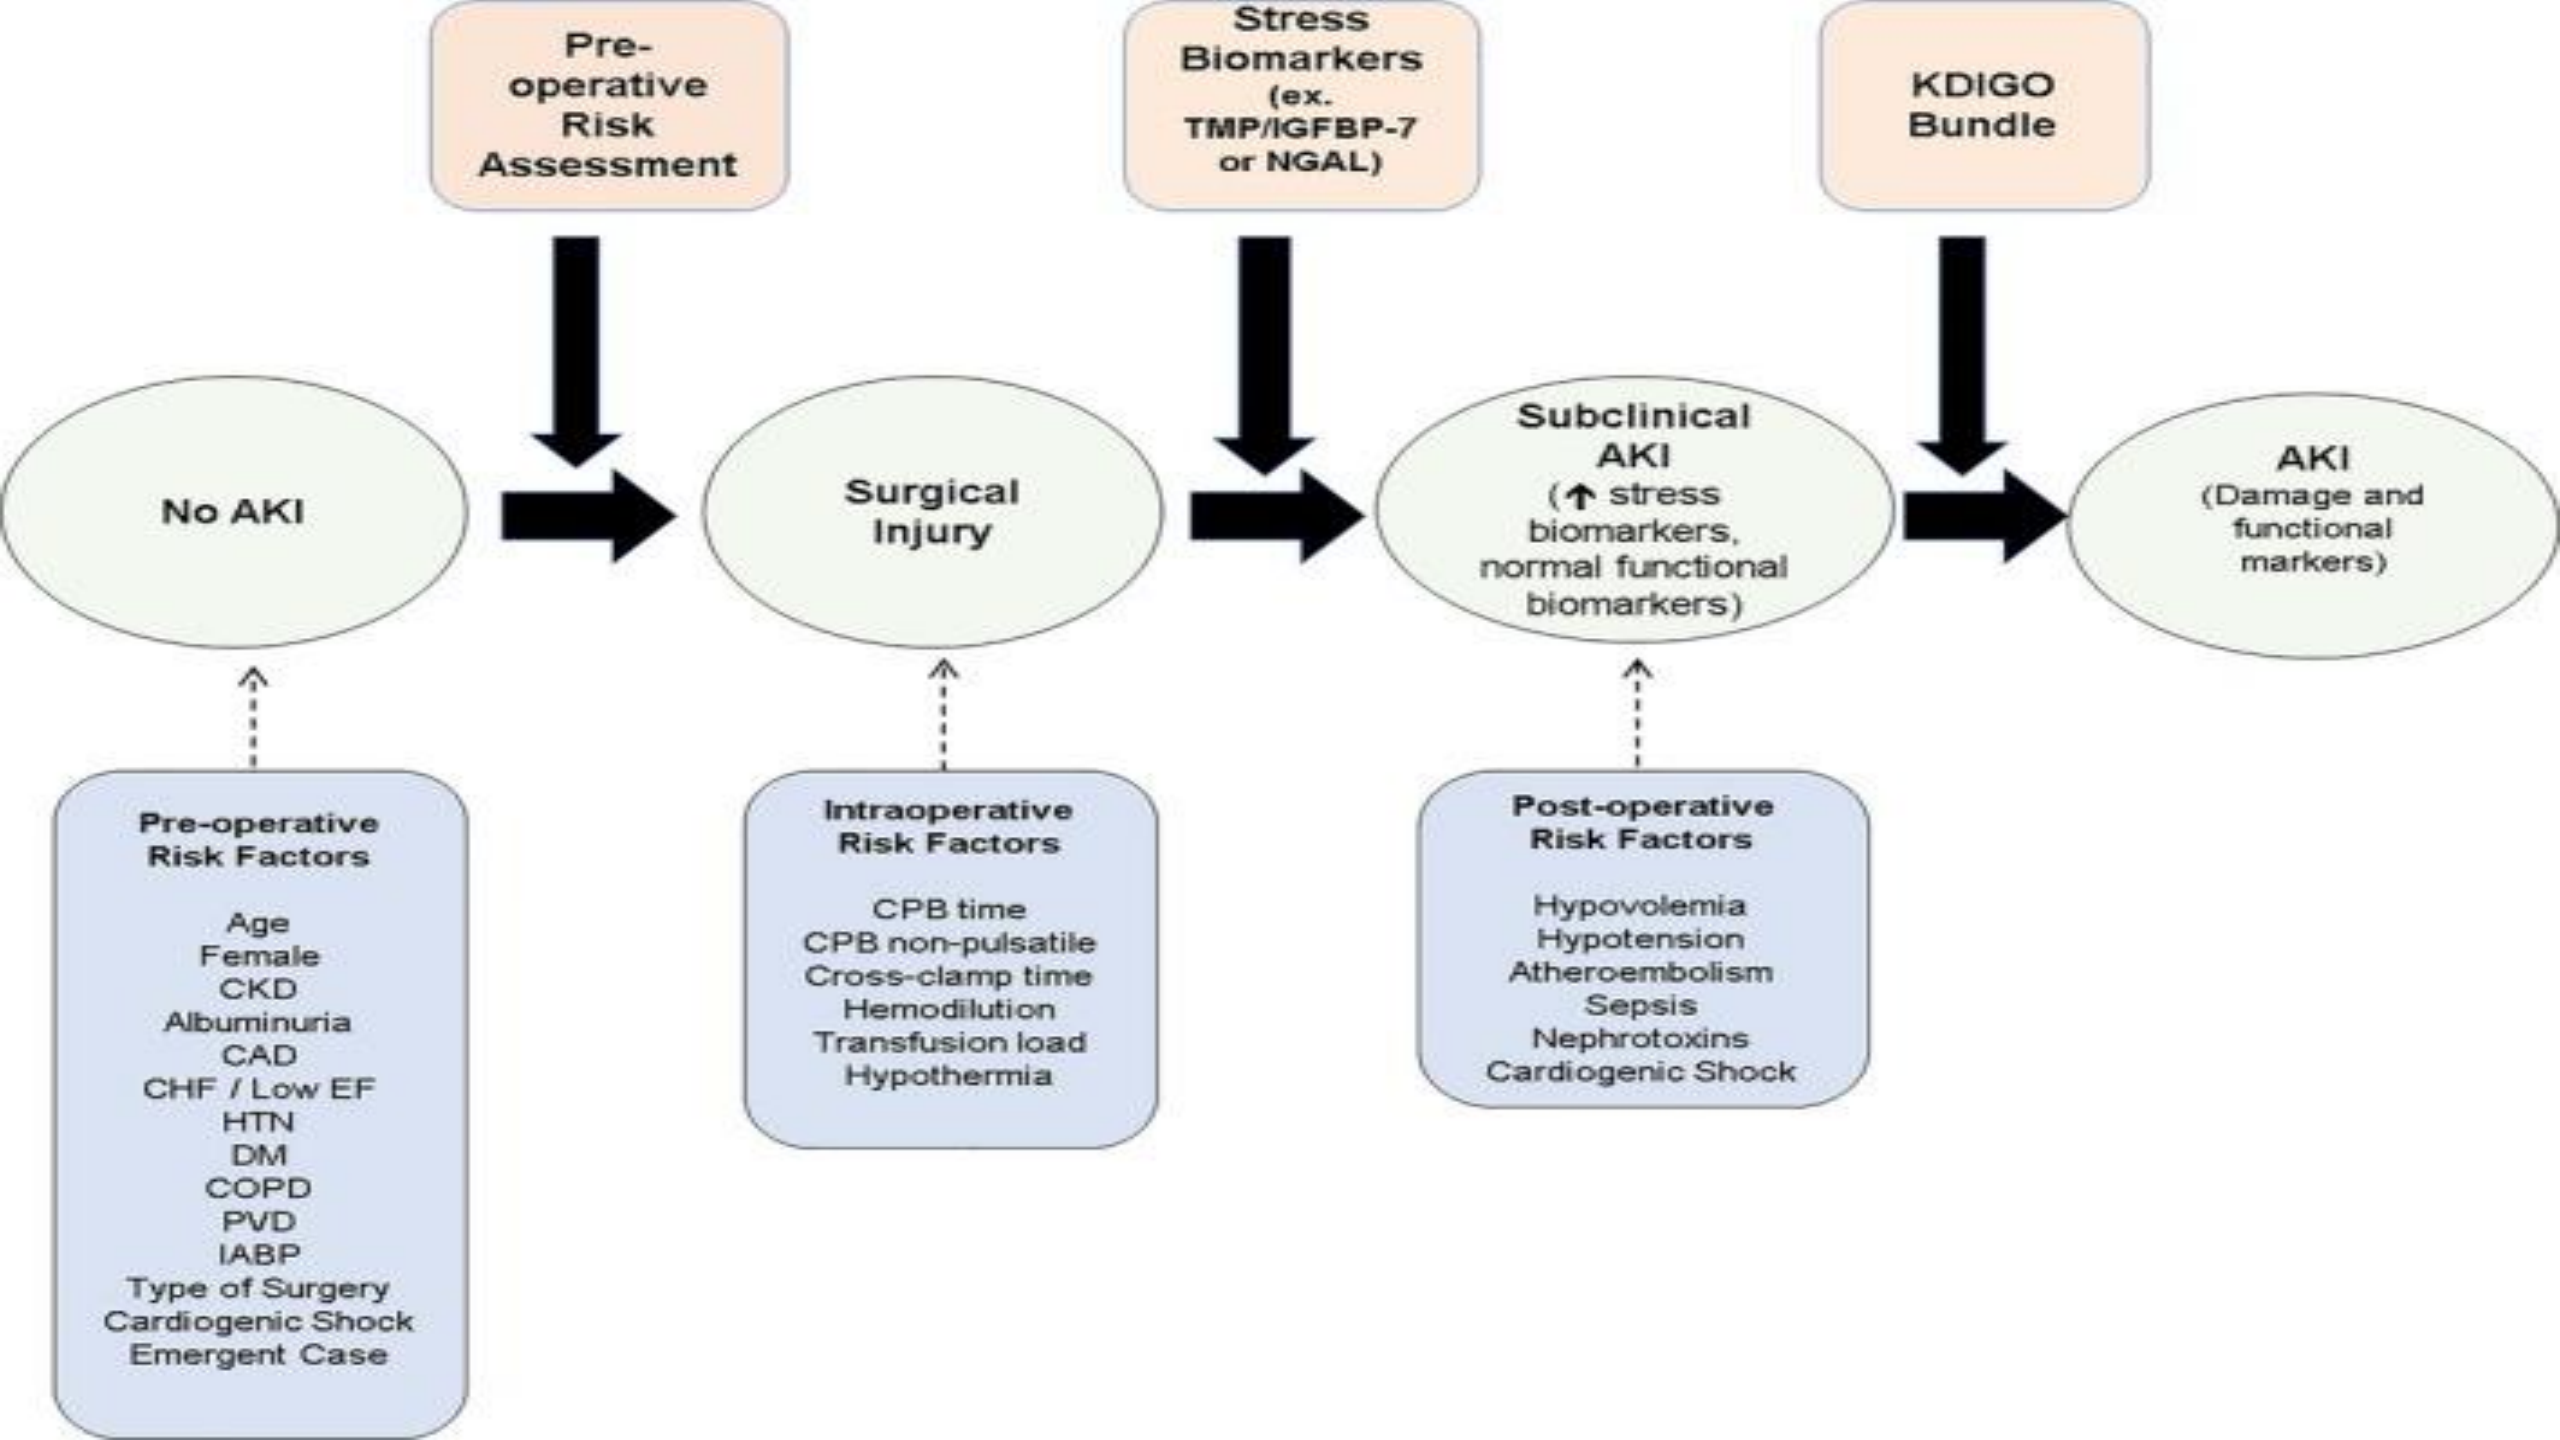 Pre-
operative
Risk
Assessment
Stress
Biomarkers
(ex.
TMP/IGFBP-7
or NGAL)
KDIGO
Bundle
No AKI
Surgical
Injury
Subclinical
AKI
(↑ stress
biomarkers,
normal functional
biomarkers)
AKI
(Damage and
functional
markers)
Pre-operative
Risk Factors
Age
Female
CKD
Albuminuria
CAD
CHF / Low EF
HTN
DM
COPD
PVD
IABP
Type of Surgery
Cardiogenic Shock
Emergent Case
Intraoperative
Risk Factors
CPB time
CPB non-pulsatile
Cross-clamp time
Hemodilution
Transfusion load
Hypothermia
Post-operative
Risk Factors
Hypovolemia
Hypotension
Atheroembolism
Sepsis
Nephrotoxins
Cardiogenic Shock